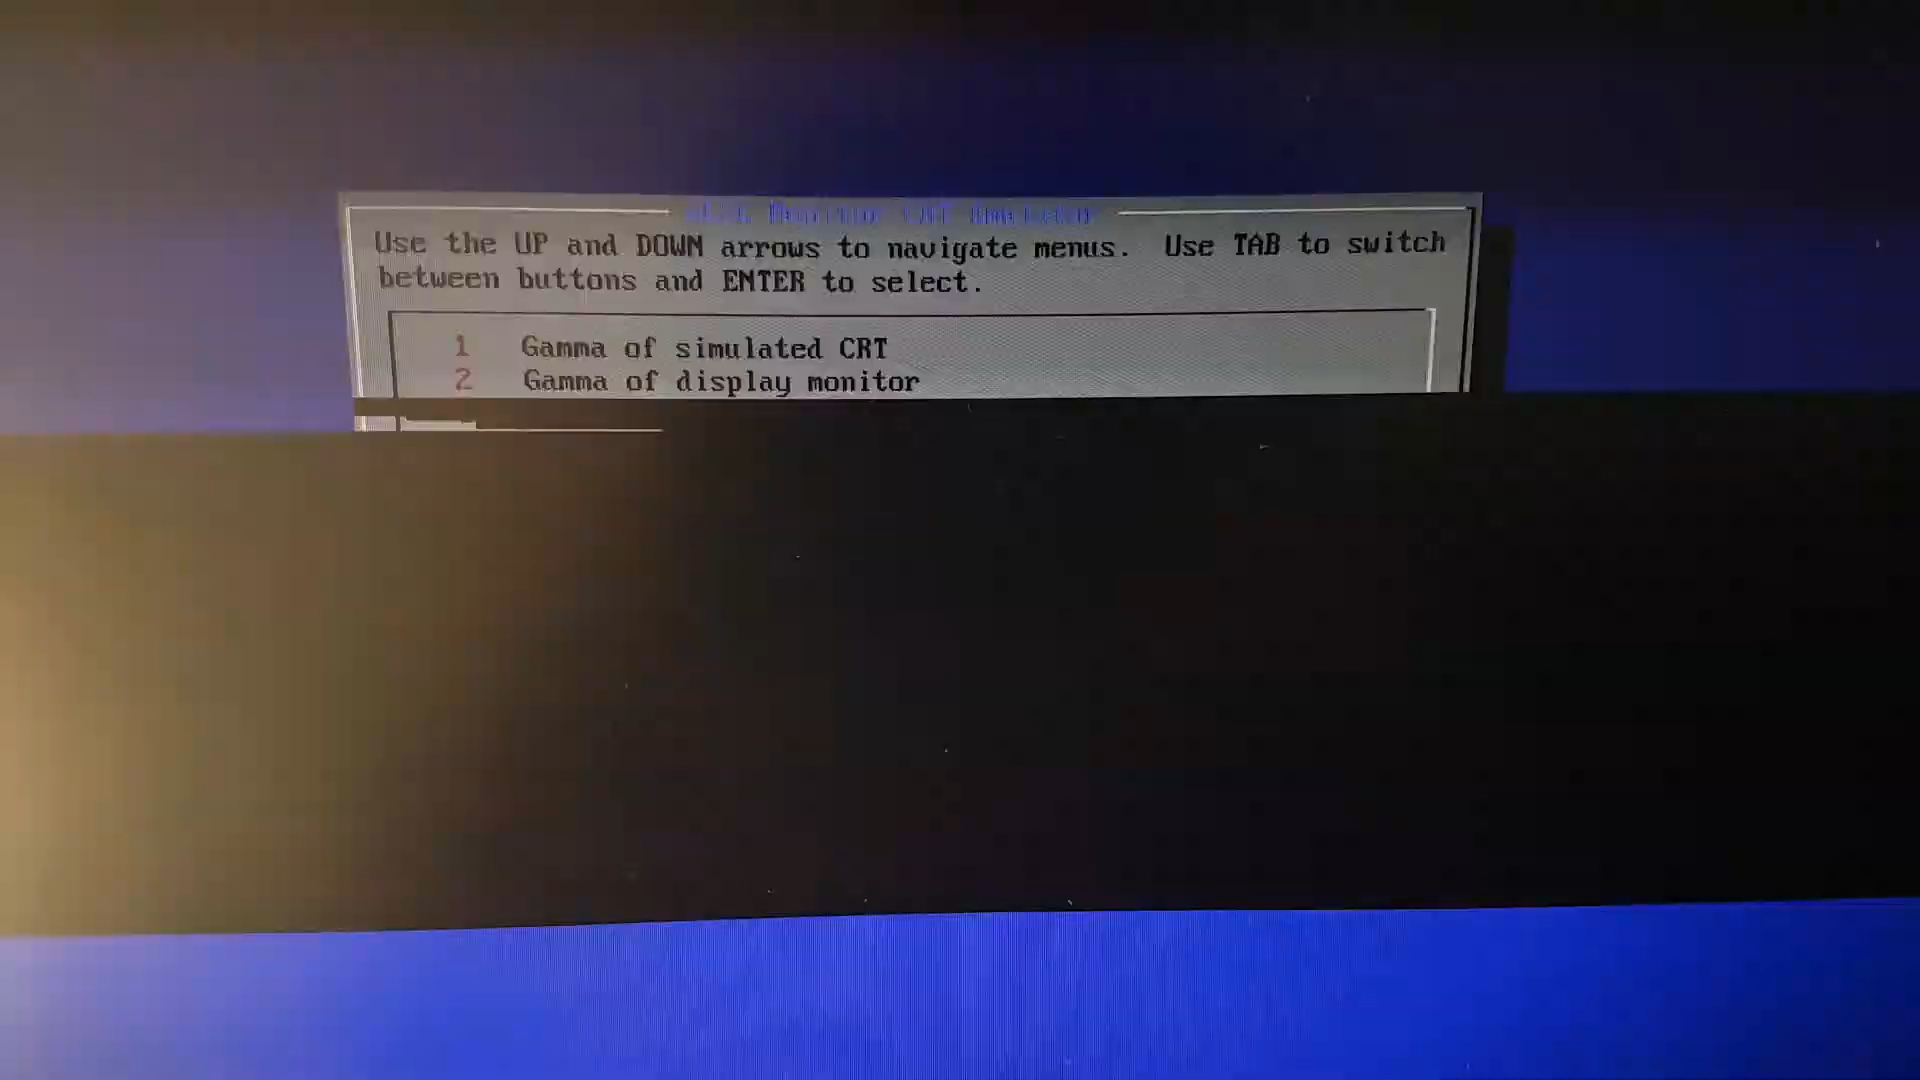 Use the UP and DOWN arrows to navigate menus. Use TAB to switch
between buttons and ENTER to select.
1 Gamma of simulated CRT
2 Gamma of display monitor